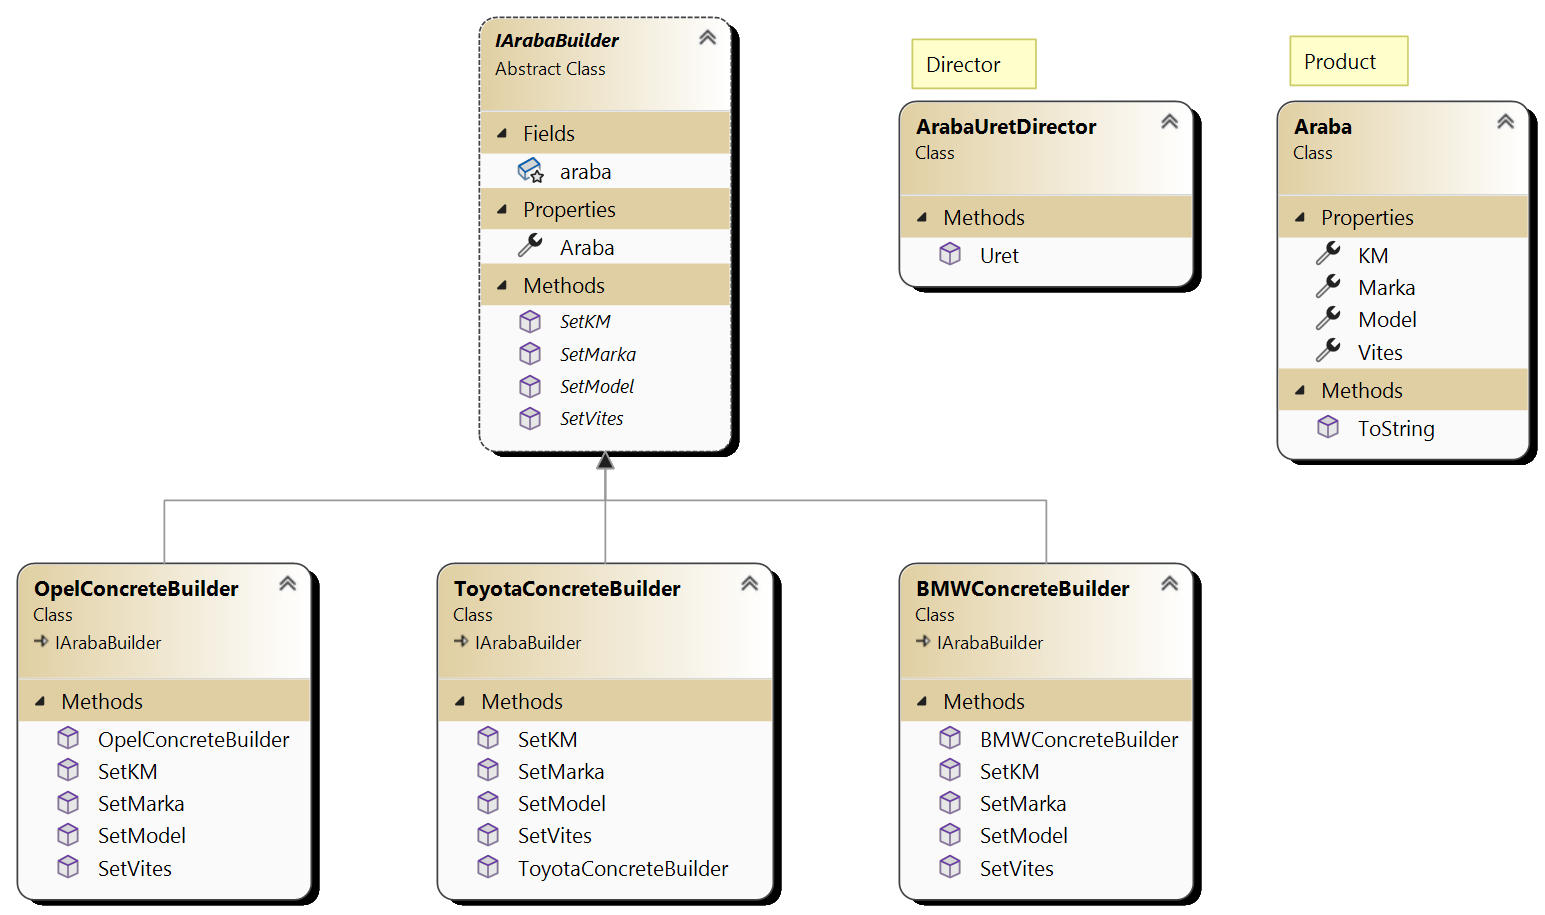 IArabaBuilder
Abstract Class
Fields
araba
Properties
Araba
Methods
SetKM
SetMarka
SetModel
SetVites
Director
ArabaUretDirector
Class
Methods
Uret
Product
Araba
Class
Properties
KM
Marka
Model
Vites
Methods
ToString
OpelConcreteBuilder
Class
IArabaBuilder
Methods
OpelConcreteBuilder
SetKM
SetMarka
SetModel
SetVites
ToyotaConcreteBuilder
Class
IArabaBuilder
Methods
SetKM
SetMarka
SetModel
SetVites
ToyotaConcreteBuilder
BMWConcreteBuilder
Class
IArabaBuilder
Methods
BMWConcreteBuilder
SetKM
SetMarka
SetModel
SetVites